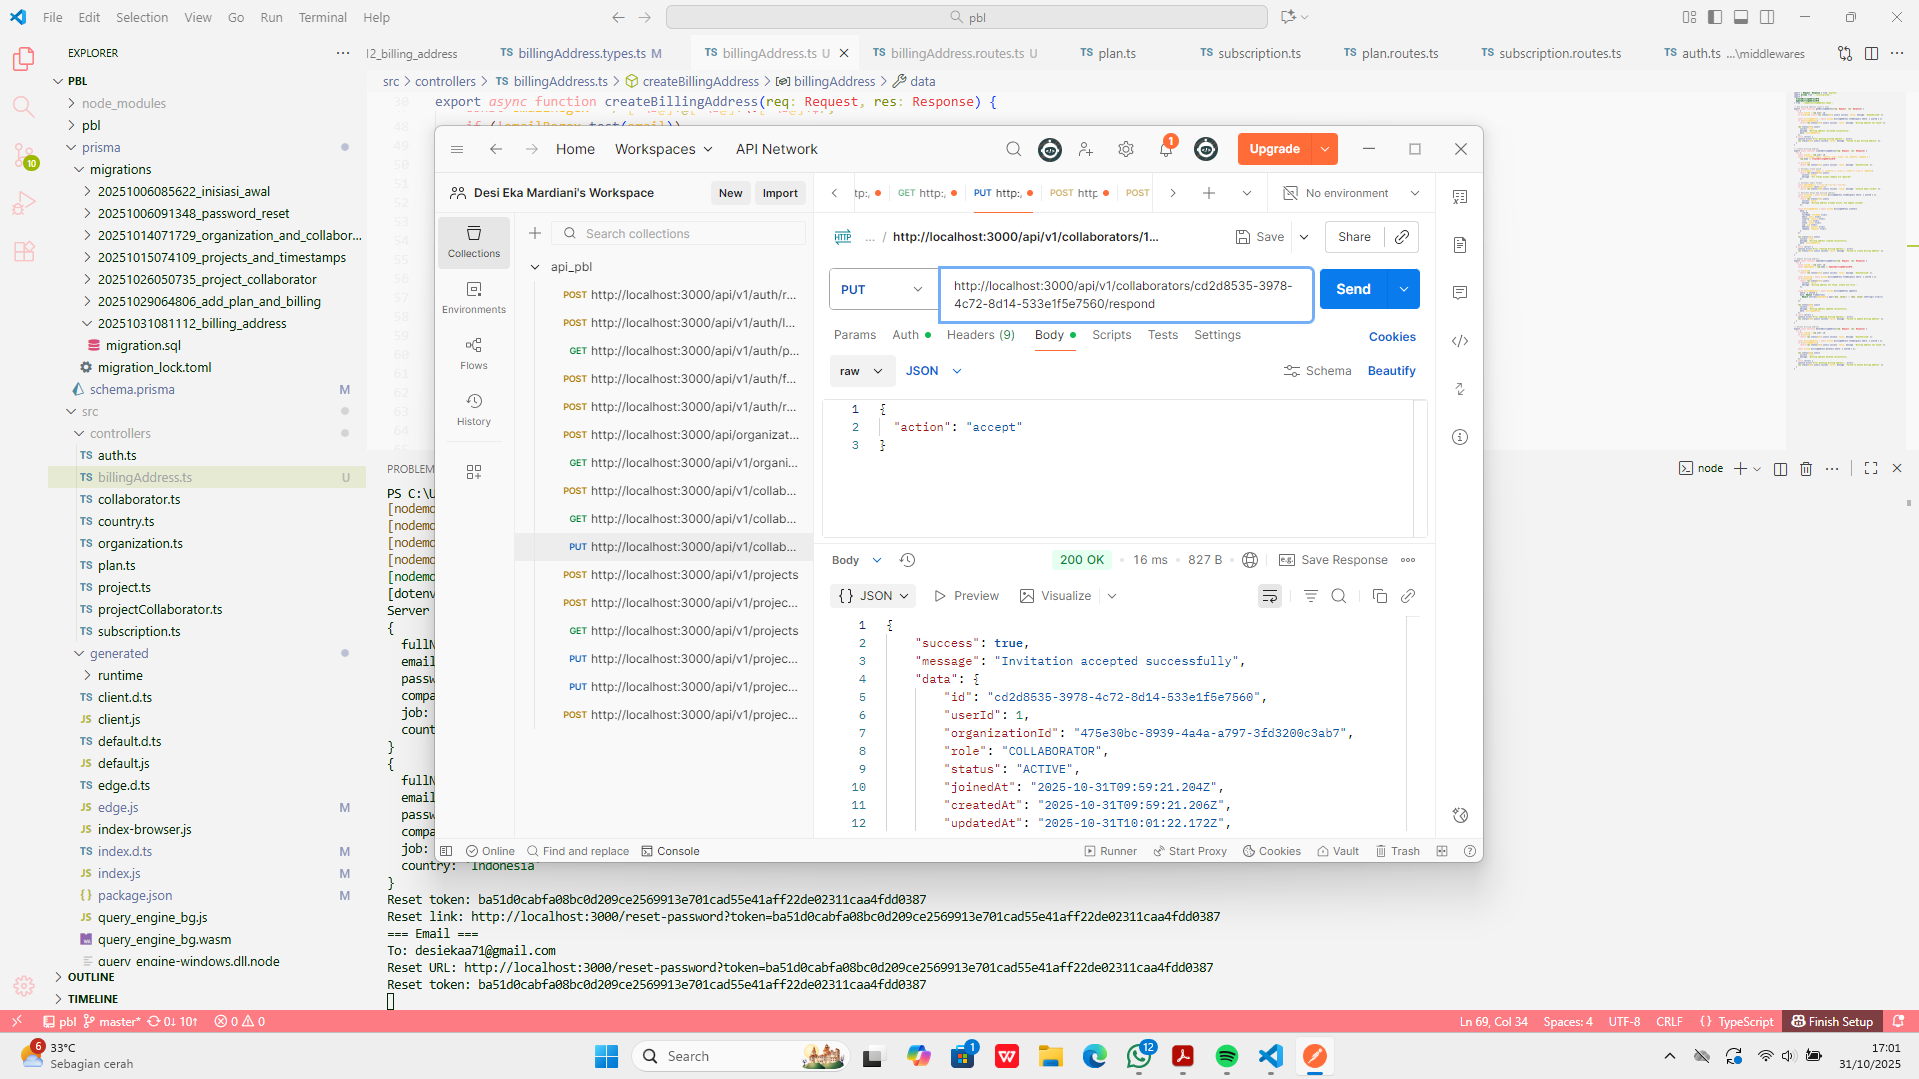 File Edit Selection View Go Run Terminal Help
pbl
EXPLORER
PBL
node_modules
pbl
prisma
migrations
20251006085622_inisiasi_awal
20251006091348_password_reset
20251014071729_organization_and_collabor...
20251015074109_projects_and_timestamps
20251026050735_project_collaborator
20251029064806_add_plan_and_billing
20251031081112_billing_address
migration.sql
migration_lock.toml
schema.prisma M
src
controllers
auth.ts
billingAddress.ts U
collaborator.ts
country.ts
organization.ts
plan.ts
project.ts
projectCollaborator.ts
subscription.ts
generated
runtime
client.d.ts
client.js
default.d.ts
default.js
edge.d.ts
edge.js M
index-browser.js
index.d.ts M
index.js M
package.json M
query_engine_bg.js
query_engine_bg.wasm
query_engine-windows.dll.node
OUTLINE
TIMELINE
10
l2_billing_address
TS billingAddress.types.ts M
TS billingAddress.ts U
TS billingAddress.routes.ts U
TS plan.ts
TS subscription.ts
TS plan.routes.ts
TS subscription.routes.ts
TS auth.ts ...\middlewares
src > controllers > TS billingAddress.ts > createBillingAddress > billingAddress > data
30 export async function createBillingAddress(req: Request, res: Response) {
Home Workspaces API Network
1
Upgrade
Desi Eka Mardiani's Workspace
New Import
GET http:, PUT http:, POST http POST
No environment
Collections
Environments
Flows
History
Search collections
api_pbl
POST http://localhost:3000/api/v1/auth/r...
POST http://localhost:3000/api/v1/auth/l...
GET http://localhost:3000/api/v1/auth/p...
POST http://localhost:3000/api/v1/auth/f...
POST http://localhost:3000/api/v1/auth/r...
POST http://localhost:3000/api/organizat...
GET http://localhost:3000/api/v1/organi...
POST http://localhost:3000/api/v1/collab...
GET http://localhost:3000/api/v1/collab...
PUT http://localhost:3000/api/v1/collab...
POST http://localhost:3000/api/v1/projects
POST http://localhost:3000/api/v1/projec...
GET http://localhost:3000/api/v1/projects
PUT http://localhost:3000/api/v1/projec...
PUT http://localhost:3000/api/v1/projec...
POST http://localhost:3000/api/v1/projec...
HTTP ... / http://localhost:3000/api/v1/collaborators/1...
Save Share
PUT
http://localhost:3000/api/v1/collaborators/cd2d8535-3978-
4c72-8d14-533e1f5e7560/respond
Send
Params Auth Headers (9) Body Scripts Tests Settings Cookies
raw JSON Schema Beautify
1 {
2 "action": "accept"
3 }
Body 200 OK 16 ms 827 B Save Response
{} JSON Preview Visualize
1 {
2 "success": true,
3 "message": "Invitation accepted successfully",
4 "data": {
5 "id": "cd2d8535-3978-4c72-8d14-533e1f5e7560",
6 "userId": 1,
7 "organizationId": "475e30bc-8939-4a4a-a797-3fd3200c3ab7",
8 "role": "COLLABORATOR",
9 "status": "ACTIVE",
10 "joinedAt": "2025-10-31T09:59:21.204Z",
11 "createdAt": "2025-10-31T09:59:21.206Z",
12 "updatedAt": "2025-10-31T10:01:22.172Z",
Online Find and replace Console Runner Start Proxy Cookies Vault Trash
PROBLEM
node
PS C:\U
[nodemo
[nodemo
[nodemo
[nodemo
[nodemo
[dotenv
Server
{
fullN
email
passw
compa
job:
count
}
{
fullN
email
passw
compa
job:
country: 'Indonesia'
}
Reset token: ba51d0cabfa08bc0d209ce2569913e701cad55e41aff22de02311caa4fdd0387
Reset link: http://localhost:3000/reset-password?token=ba51d0cabfa08bc0d209ce2569913e701cad55e41aff22de02311caa4fdd0387
=== Email ===
To: desiekaa71@gmail.com
Reset URL: http://localhost:3000/reset-password?token=ba51d0cabfa08bc0d209ce2569913e701cad55e41aff22de02311caa4fdd0387
Reset token: ba51d0cabfa08bc0d209ce2569913e701cad55e41aff22de02311caa4fdd0387
pbl master* 0↓ 10↑ 0 0
Ln 69, Col 34 Spaces: 4 UTF-8 CRLF {} TypeScript Finish Setup
6
33°C
Sebagian cerah
Search
1
12
17:01
31/10/2025